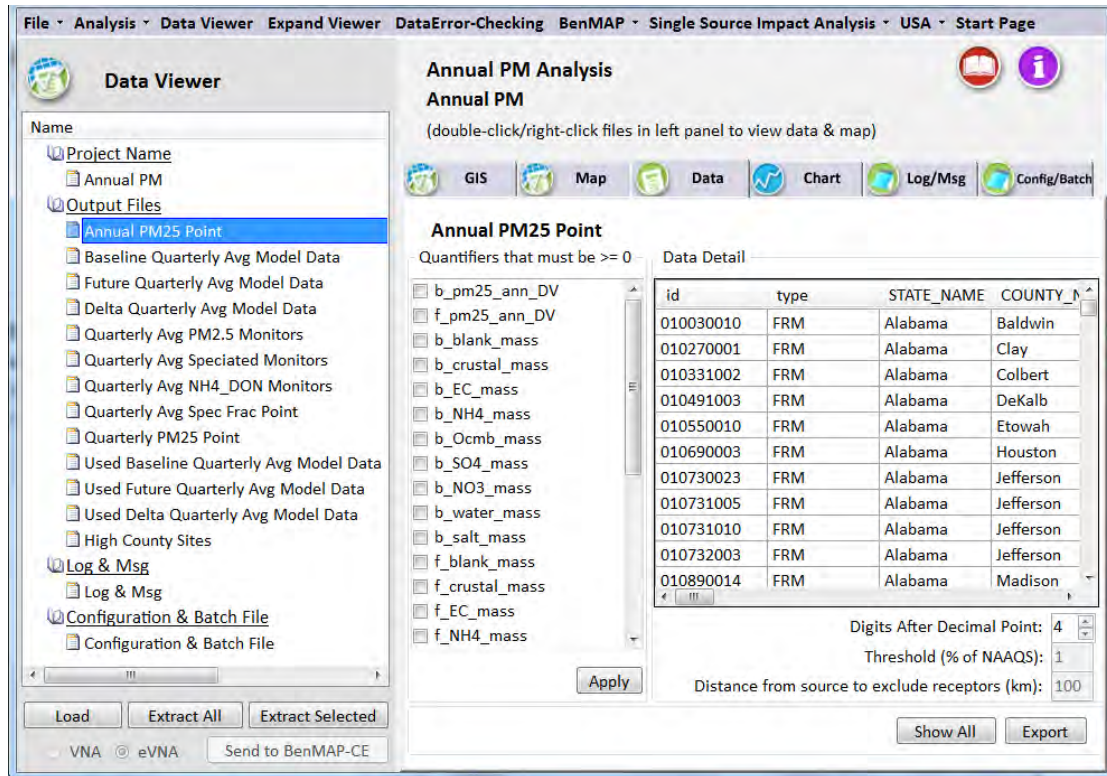 File Analysis Data Viewer Expand Viewer DataError-Checking BenMAP Single Source Impact Analysis USA Start Page
Data Viewer
Name
Project Name
Annual PM
Output Files
Annual PM25 Point
Baseline Quarterly Avg Model Data
Future Quarterly Avg Model Data
Delta Quarterly Avg Model Data
Quarterly Avg PM2.5 Monitors
Quarterly Avg Speciated Monitors
Quarterly Avg NH4_DON Monitors
Quarterly Avg Spec Frac Point
Quarterly PM25 Point
Used Baseline Quarterly Avg Model Data
Used Future Quarterly Avg Model Data
Used Delta Quarterly Avg Model Data
High County Sites
Log & Msg
Log & Msg
Configuration & Batch File
Configuration & Batch File
Load Extract All Extract Selected
VNA eVNA Send to BenMAP-CE
Annual PM Analysis
Annual PM
(double-click/right-click files in left panel to view data & map)
GIS Map Data Chart Log/Msg Config/Batch
Annual PM25 Point
Quantifiers that must be >= 0
b_pm25_ann_DV
f_pm25_ann_DV
b_blank_mass
b_crustal_mass
b_EC_mass
b_NH4_mass
b_Ocmb_mass
b_SO4_mass
b_NO3_mass
b_water_mass
b_salt_mass
f_blank_mass
f_crustal_mass
f_EC_mass
f_NH4_mass
Apply
Data Detail
id type STATE_NAME COUNTY_N
010030010 FRM Alabama Baldwin
010270001 FRM Alabama Clay
010331002 FRM Alabama Colbert
010491003 FRM Alabama DeKalb
010550010 FRM Alabama Etowah
010690003 FRM Alabama Houston
010730023 FRM Alabama Jefferson
010731005 FRM Alabama Jefferson
010731010 FRM Alabama Jefferson
010732003 FRM Alabama Jefferson
010890014 FRM Alabama Madison
Digits After Decimal Point: 4
Threshold (% of NAAQS): 1
Distance from source to exclude receptors (km): 100
Show All Export